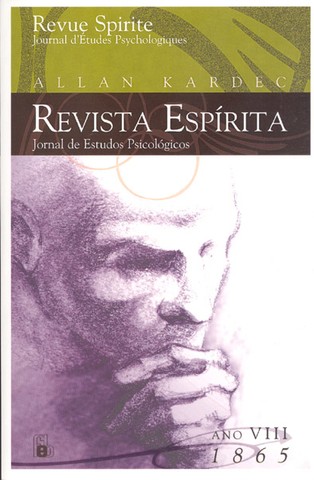 Revue Spirite
Journal d'Études Psychologiques
ALLAN KARDEC
REVISTA ESPÍRITA
Jornal de Estudos Psicológicos
ANO VIII
1865